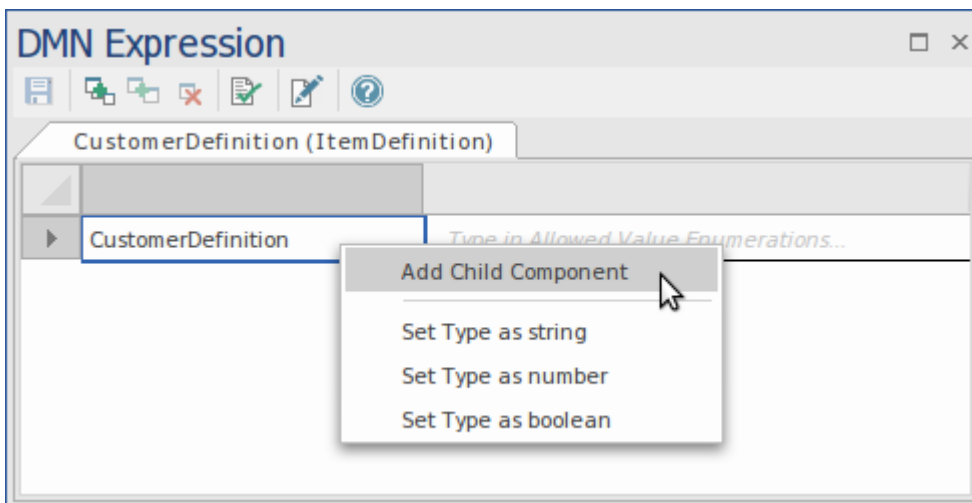 DMN Expression
CustomerDefinition (ItemDefinition)
CustomerDefinition
Type in Allowed Value Enumerations...
Add Child Component
Set Type as string
Set Type as number
Set Type as boolean